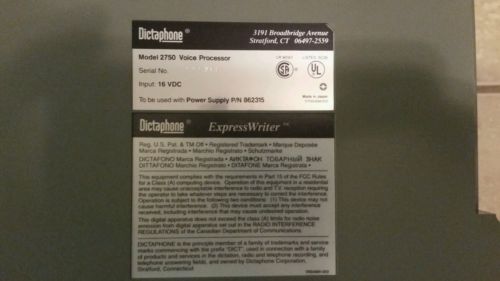 Dictaphone®
3191 Broadbridge Avenue
Stratford, CT 06497-2559
Model 2750 Voice Processor
Serial No.
Input: 16 VDC
To be used with Power Supply P/N 862315
Made in Japan
Dictaphone® ExpressWriter™
Reg. U.S. Pat. & TM Off • Registered Trademark • Marque Deposée
Marca Registrada • Marchio Registrato • Schutzmarke
DICTAFONO Marca Registrada • ДИКТАФОН ТОВАРНЫЙ ЗНАК
DITTAFONO Marchio Registrato • DITAFONE Marca Registrada •
This equipment complies with the requirements in Part 15 of the FCC Rules
for a Class (A) computing device. Operation of this equipment in a residential
area may cause unacceptable interference to radio and T.V. reception requiring
the operator to take whatever steps are necessary to correct the interference.
Operation is subject to the following two conditions: (1) This device may not
cause harmful interference. (2) This device must accept any interference
received, including interference that may cause undesired operation.
This digital apparatus does not exceed the class (A) limits for radio noise
emission from digital apparatus set out in the RADIO INTERFERENCE
REGULATIONS of the Canadian Department of Communications.
DICTAPHONE is the principle member of a family of trademarks and service
marks commencing with the prefix "DICT", used in connection with a family
of products and services in the dictation, radio and telephone recording, and
telephone answering fields, and owned by Dictaphone Corporation,
Stratford, Connecticut